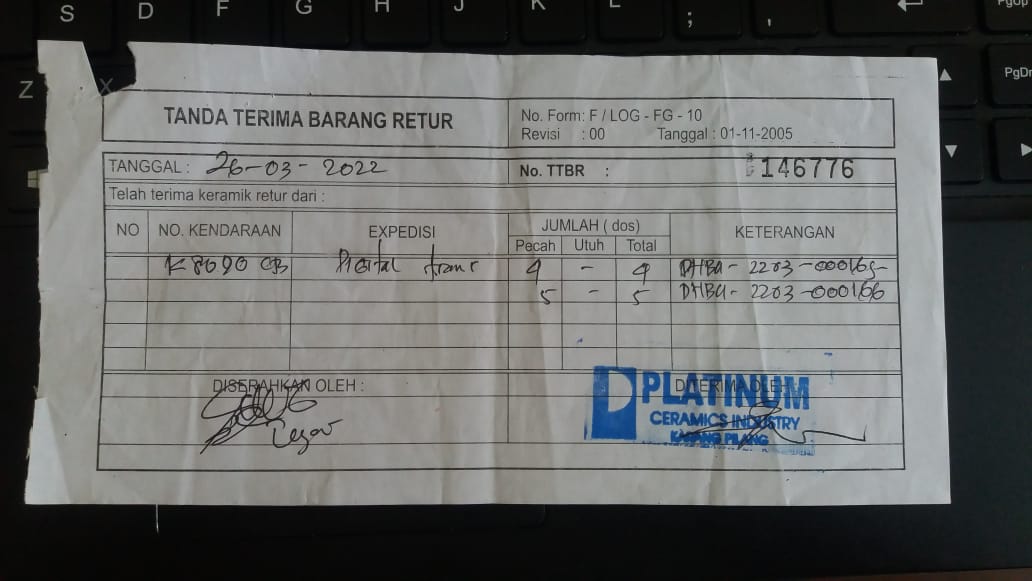 TANDA TERIMA BARANG RETUR
No. Form: F / LOG - FG - 10
Revisi : 00 Tanggal : 01-11-2005
TANGGAL : 26-03-2022
No. TTBR : 146776
Telah terima keramik retur dari :
NO NO. KENDARAAN EXPEDISI JUMLAH ( dos) KETERANGAN
Pecah Utuh Total
K 8090 CB Digital trans 4 - 4 DHBA- 2203-000165
5 - 5 DHBA- 2203-000166
DISERAHKAN OLEH :
DITERIMA OLEH :
PLATINUM
CERAMICS INDUSTRY
KARANG PILANG
S
D
F
G
H
J
K
L
;
,
Z
X
PgUp
PgDn